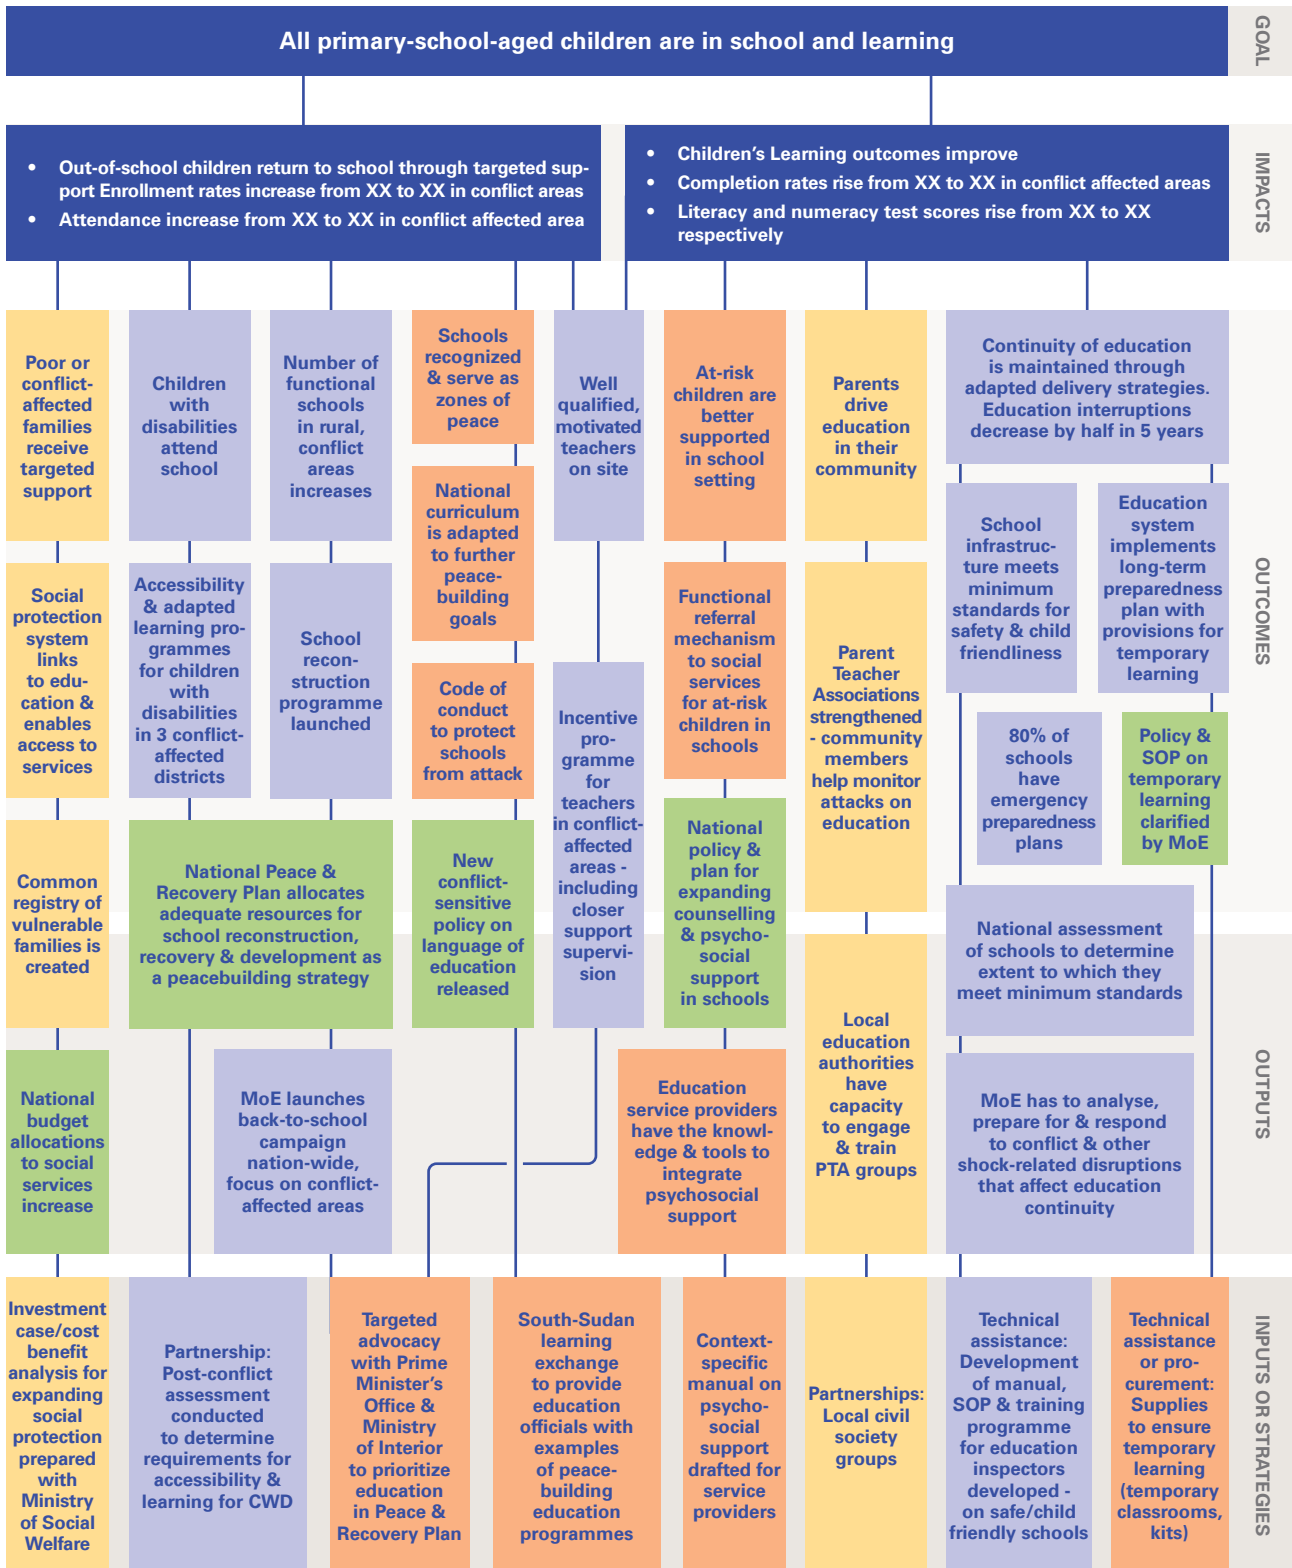 All primary-school-aged children are in school and learning
GOAL
• Out-of-school children return to school through targeted sup-
port Enrollment rates increase from XX to XX in conflict areas
• Attendance increase from XX to XX in conflict affected area
• Children's Learning outcomes improve
• Completion rates rise from XX to XX in conflict affected areas
• Literacy and numeracy test scores rise from XX to XX
respectively
IMPACTS
Poor or
conflict-
affected
families
receive
targeted
support
Children
with
disabilities
attend
school
Number of
functional
schools
in rural,
conflict
areas
increases
Schools
recognized
& serve as
zones of
peace
Well
qualified,
motivated
teachers
on site
At-risk
children are
better
supported
in school
setting
Parents
drive
education
in their
community
Continuity of education
is maintained through
adapted delivery strategies.
Education interruptions
decrease by half in 5 years
National
curriculum
is adapted
to further
peace-
building
goals
School
infrastruc-
ture meets
minimum
standards for
safety & child
friendliness
Education
system
implements
long-term
preparedness
plan with
provisions for
temporary
learning
OUTCOMES
Social
protection
system
links
to edu-
cation &
enables
access to
services
Accessibility
& adapted
learning pro-
grammes
for children
with
disabilities
in 3 conflict-
affected
districts
School
recon-
struction
programme
launched
Code of
conduct
to protect
schools
from attack
Incentive
pro-
gramme
for
teachers
in conflict-
affected
areas -
including
closer
support
supervi-
sion
Functional
referral
mechanism
to social
services
for at-risk
children in
schools
Parent
Teacher
Associations
strengthened
- community
members
help monitor
attacks on
education
80% of
schools
have
emergency
preparedness
plans
Policy &
SOP on
temporary
learning
clarified
by MoE
Common
registry of
vulnerable
families is
created
National Peace &
Recovery Plan allocates
adequate resources for
school reconstruction,
recovery & development as
a peacebuilding strategy
New
conflict-
sensitive
policy on
language of
education
released
National
policy &
plan for
expanding
counselling
& psycho-
social
support
in schools
National assessment
of schools to determine
extent to which they
meet minimum standards
Local
education
authorities
have
capacity
to engage
& train
PTA groups
National
budget
allocations
to social
services
increase
MoE launches
back-to-school
campaign
nation-wide,
focus on conflict-
affected areas
Education
service providers
have the knowl-
edge & tools to
integrate
psychosocial
support
MoE has to analyse,
prepare for & respond
to conflict & other
shock-related disruptions
that affect education
continuity
OUTPUTS
Investment
case/cost
benefit
analysis for
expanding
social
protection
prepared
with
Ministry
of Social
Welfare
Partnership:
Post-conflict
assessment
conducted
to determine
requirements for
accessibility &
learning for CWD
Targeted
advocacy
with Prime
Minister's
Office &
Ministry
of Interior
to prioritize
education
in Peace &
Recovery Plan
South-Sudan
learning
exchange
to provide
education
officials with
examples
of peace-
building
education
programmes
Context-
specific
manual on
psycho-
social
support
drafted for
service
providers
Partnerships:
Local civil
society
groups
Technical
assistance:
Development
of manual,
SOP & training
programme
for education
inspectors
developed -
on safe/child
friendly schools
Technical
assistance
or pro-
curement:
Supplies
to ensure
temporary
learning
(temporary
classrooms,
kits)
INPUTS OR STRATEGIES